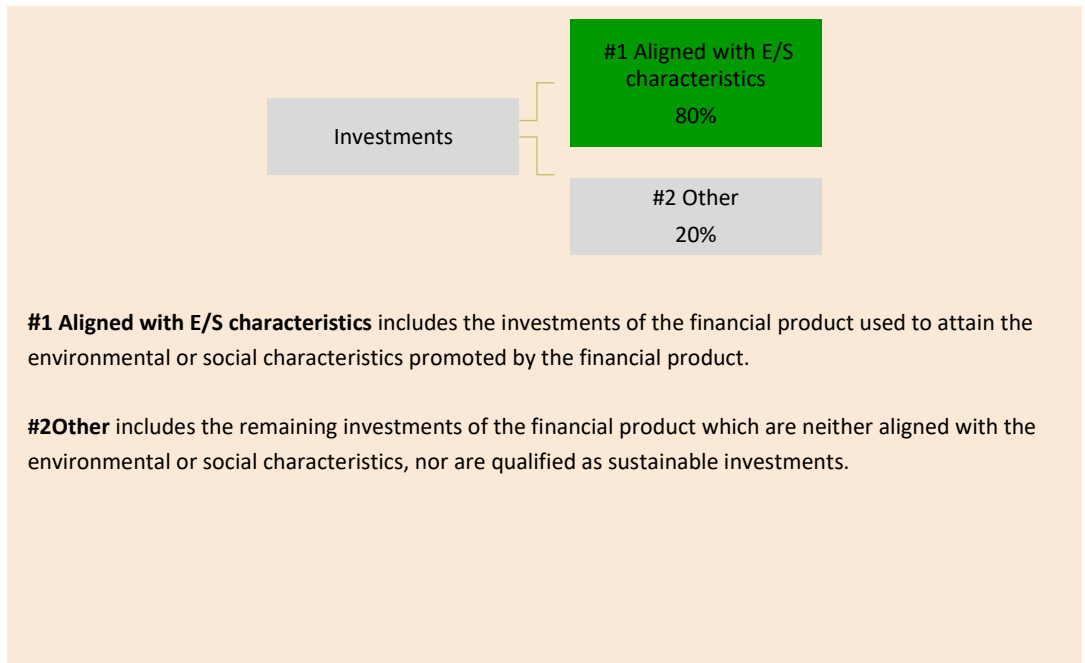 #1 Aligned with E/S
characteristics
80%
Investments
#2 Other
20%
#1 Aligned with E/S characteristics includes the investments of the financial product used to attain the
environmental or social characteristics promoted by the financial product.
#2Other includes the remaining investments of the financial product which are neither aligned with the
environmental or social characteristics, nor are qualified as sustainable investments.